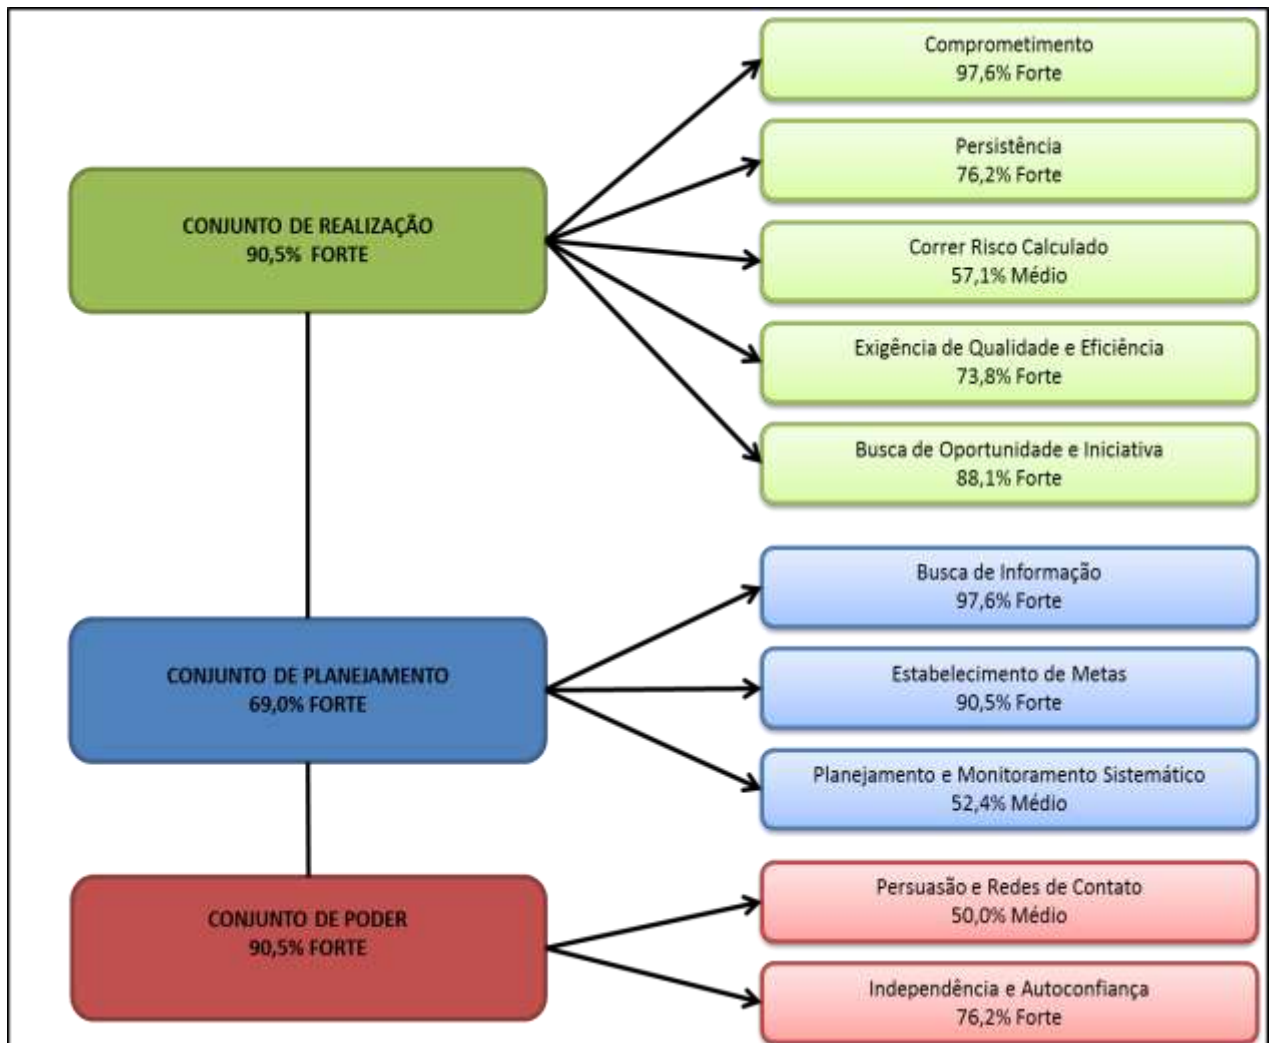 CONJUNTO DE REALIZAÇÃO
90,5% FORTE
Comprometimento
97,6% Forte
Persistência
76,2% Forte
Correr Risco Calculado
57,1% Médio
Exigência de Qualidade e Eficiência
73,8% Forte
Busca de Oportunidade e Iniciativa
88,1% Forte
CONJUNTO DE PLANEJAMENTO
69,0% FORTE
Busca de Informação
97,6% Forte
Estabelecimento de Metas
90,5% Forte
Planejamento e Monitoramento Sistemático
52,4% Médio
CONJUNTO DE PODER
90,5% FORTE
Persuasão e Redes de Contato
50,0% Médio
Independência e Autoconfiança
76,2% Forte